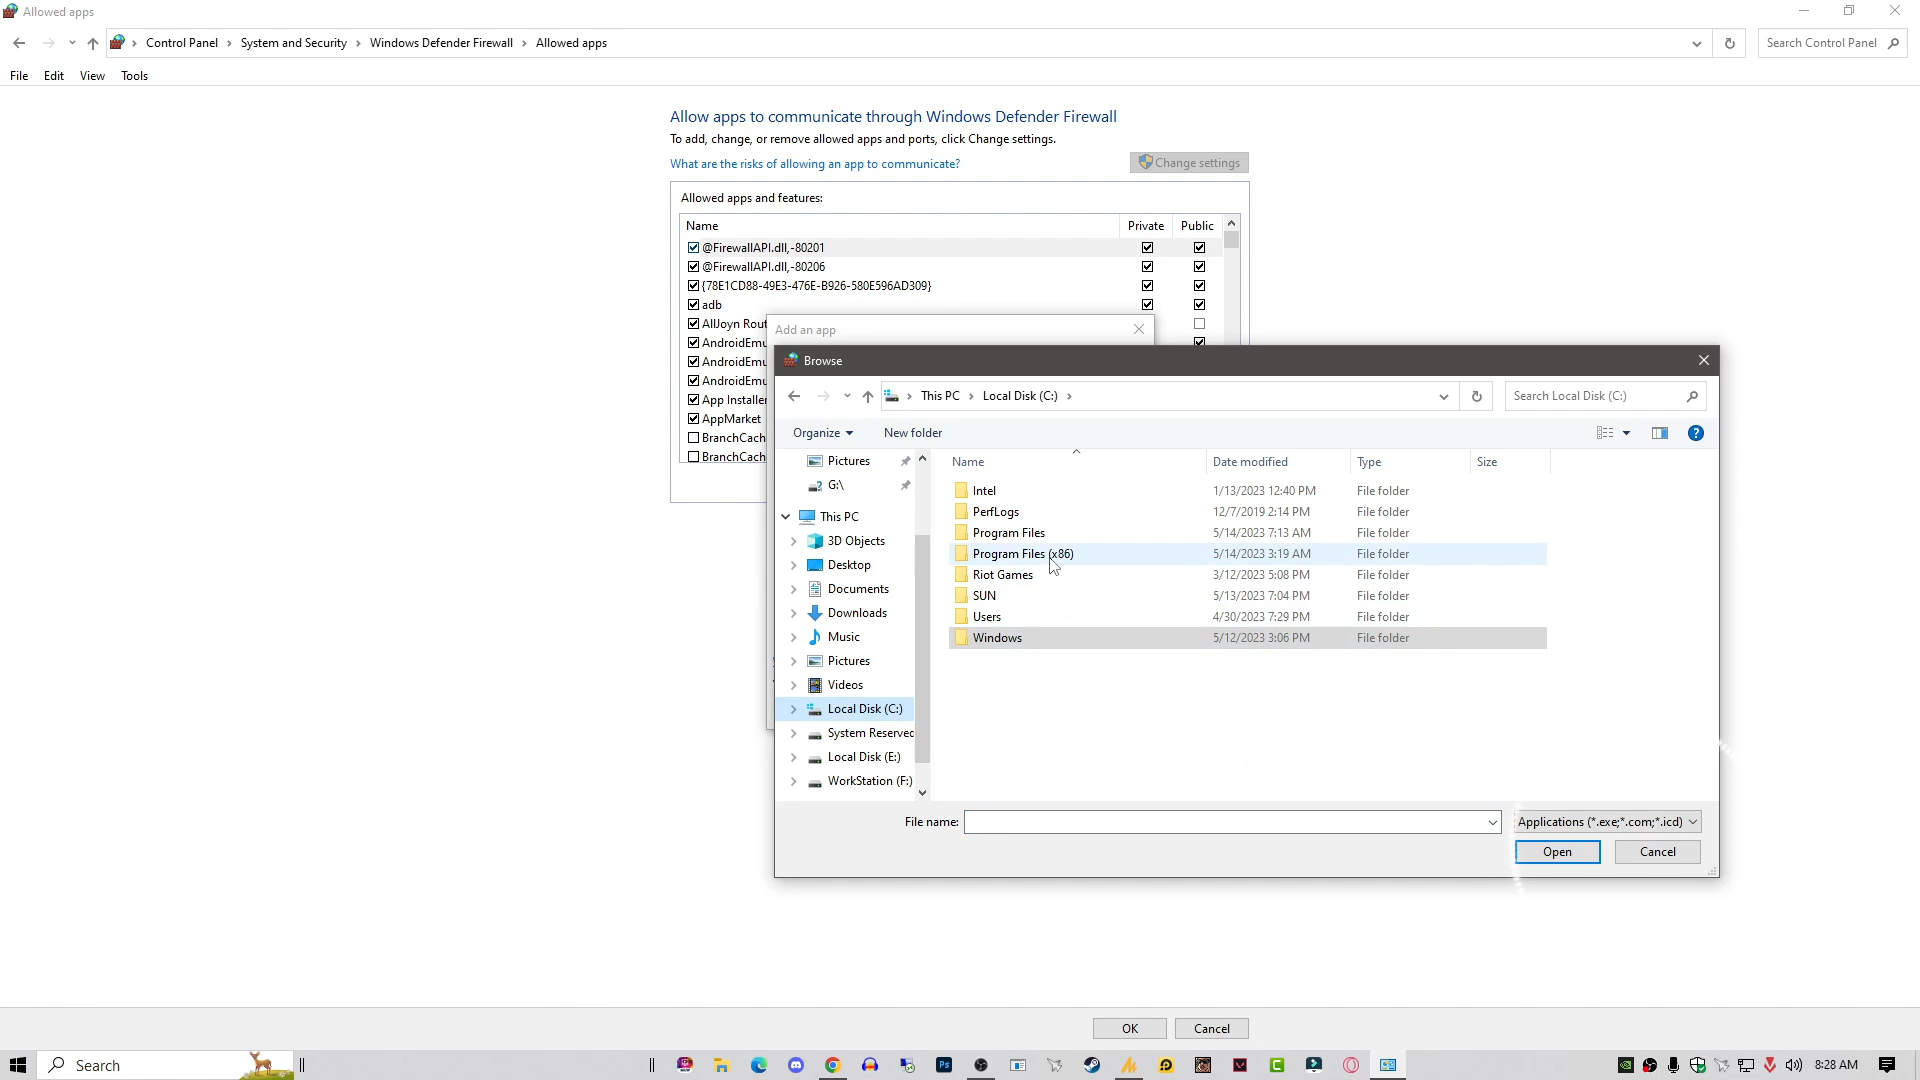 Allowed apps
Control Panel > System and Security > Windows Defender Firewall > Allowed apps
Search Control Panel
File Edit View Tools
Allow apps to communicate through Windows Defender Firewall
To add, change, or remove allowed apps and ports, click Change settings.
What are the risks of allowing an app to communicate?
Change settings
Allowed apps and features:
Name Private Public
@FirewallAPI.dll,-80201
@FirewallAPI.dll,-80206
{78E1CD88-49E3-476E-B926-580E596AD309}
adb
AllJoyn Rout
AndroidEmu
AndroidEmu
AndroidEmu
App Installer
AppMarket
BranchCach
BranchCach
Add an app
Browse
This PC > Local Disk (C:) >
Search Local Disk (C:)
Organize New folder
Pictures
G:\
This PC
3D Objects
Desktop
Documents
Downloads
Music
Pictures
Videos
Local Disk (C:)
System Reserved
Local Disk (E:)
WorkStation (F:)
Name Date modified Type Size
Intel 1/13/2023 12:40 PM File folder
PerfLogs 12/7/2019 2:14 PM File folder
Program Files 5/14/2023 7:13 AM File folder
Program Files (x86) 5/14/2023 3:19 AM File folder
Riot Games 3/12/2023 5:08 PM File folder
SUN 5/13/2023 7:04 PM File folder
Users 4/30/2023 7:29 PM File folder
Windows 5/12/2023 3:06 PM File folder
File name:
Applications (*.exe;*.com;*.icd)
Open Cancel
OK Cancel
Search
8:28 AM